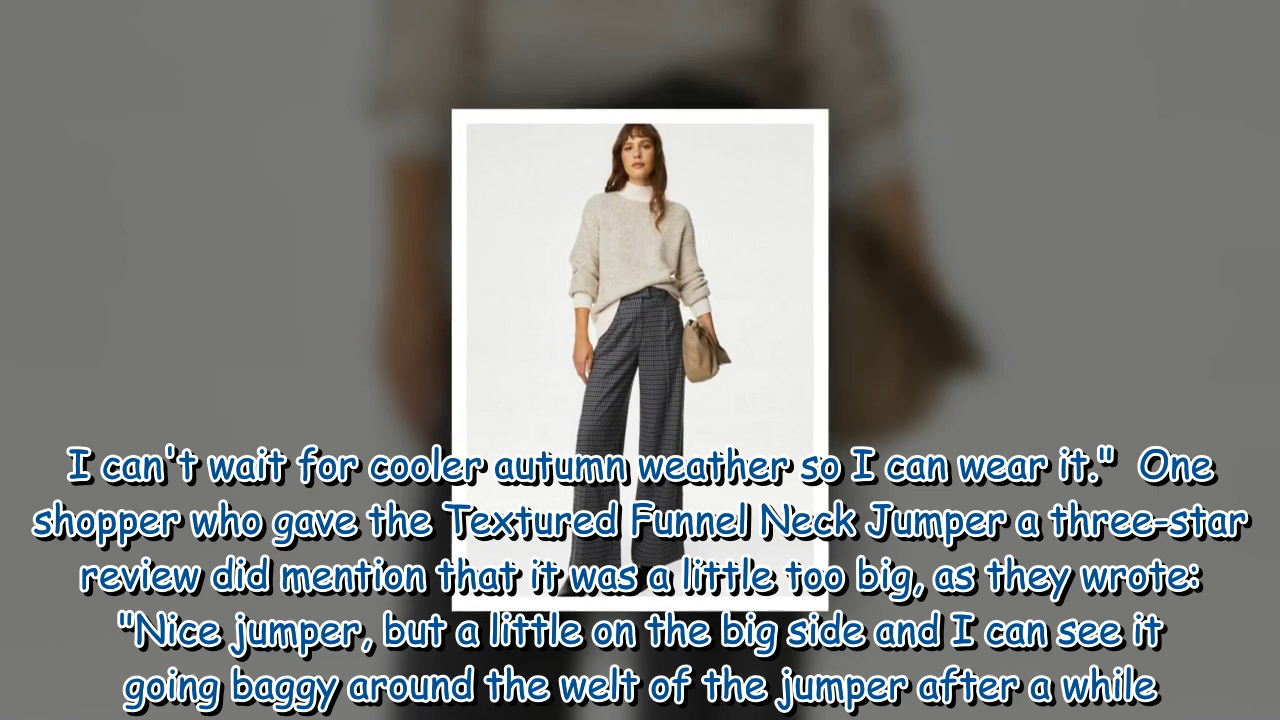 I can't wait for cooler autumn weather so I can wear it."  One
shopper who gave the Textured Funnel Neck Jumper a three-star
review did mention that it was a little too big, as they wrote:
"Nice jumper, but a little on the big side and I can see it
going baggy around the welt of the jumper after a while